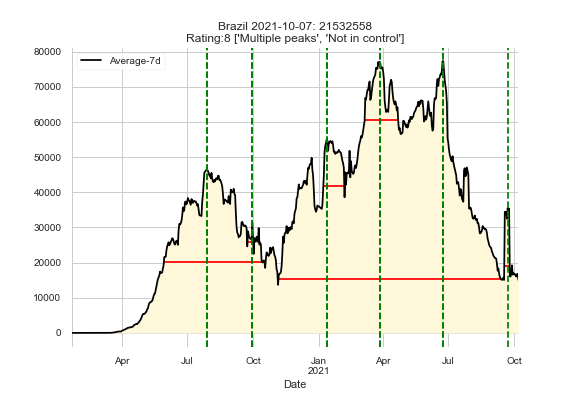 Brazil 2021-10-07: 21532558
Rating:8 ['Multiple peaks', 'Not in control']
80000
Average-7d
70000
60000
50000
40000
30000
20000
10000
0
Apr Jul Oct Jan Apr Jul Oct
2021
Date